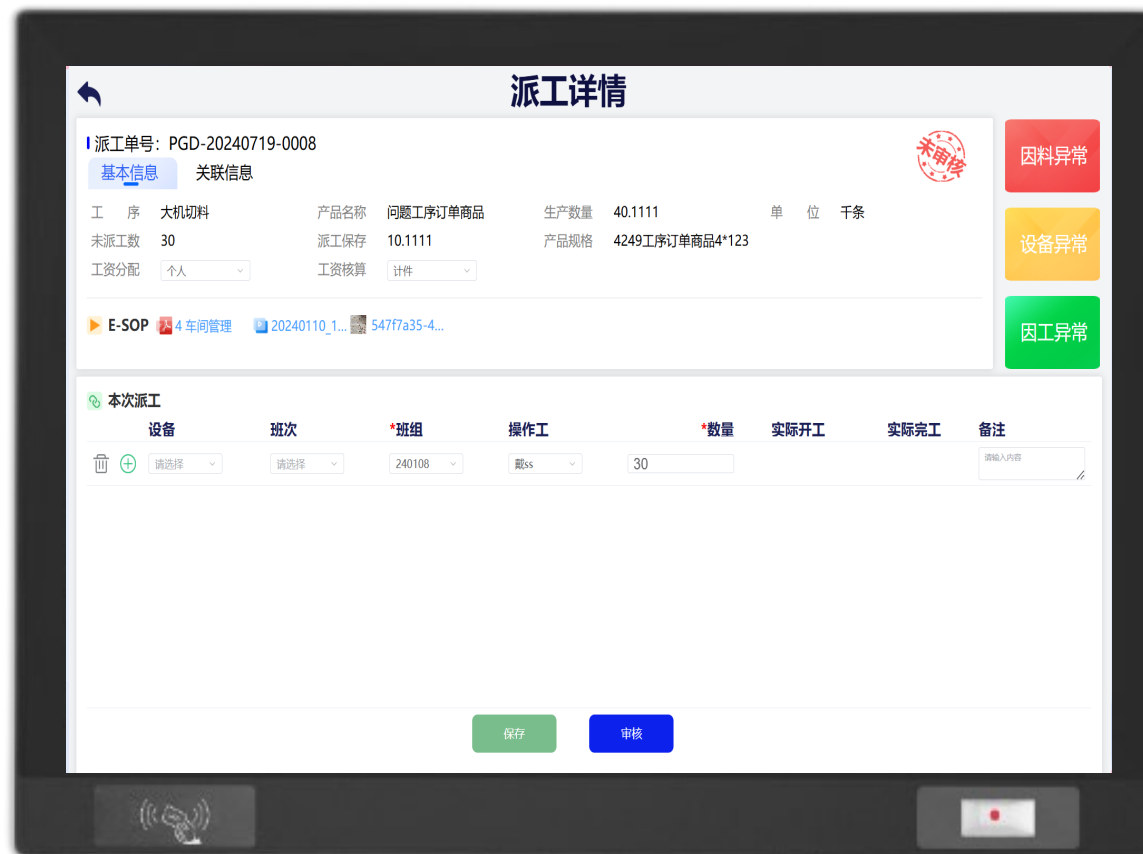 派工详情
派工单号：PGD-20240719-0008
未审核
因料异常
基本信息 关联信息
工 序 大机切料 产品名称 问题工序订单商品 生产数量 40.1111 单 位 千条
未派工数 30 派工保存 10.1111 产品规格 4249工序订单商品4*123
设备异常
工资分配 个人 工资核算 计件
E-SOP 4 车间管理 20240110_1... 547f7a35-4...
因工异常
本次派工
设备 班次 *班组 操作工 *数量 实际开工 实际完工 备注
请选择 请选择 240108 戴ss 30 请输入内容
保存 审核